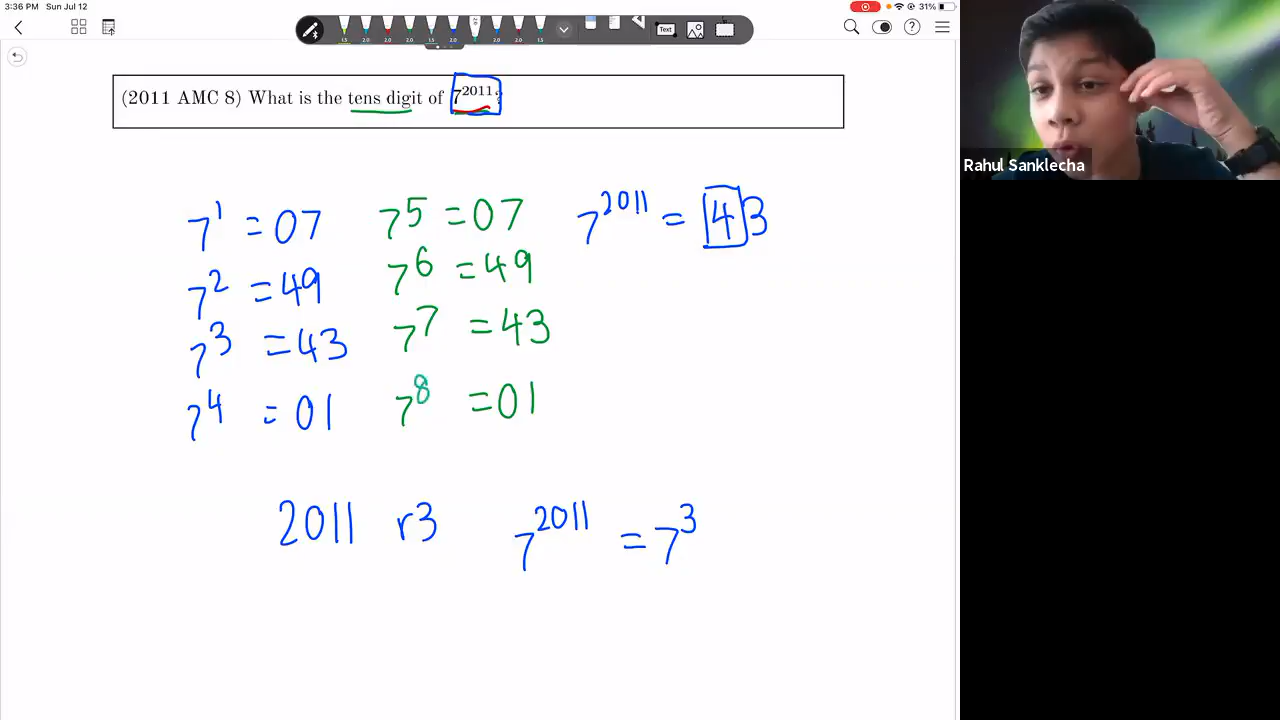 3:36 PM Sun Jul 12
31%
Text
(2011 AMC 8) What is the tens digit of 7^2011?
7^1 = 07 7^5 = 07 7^2011 = 43
7^2 = 49 7^6 = 49
7^3 = 43 7^7 = 43
7^4 = 01 7^8 = 01
2011 r3 7^2011 = 7^3
Rahul Sanklecha